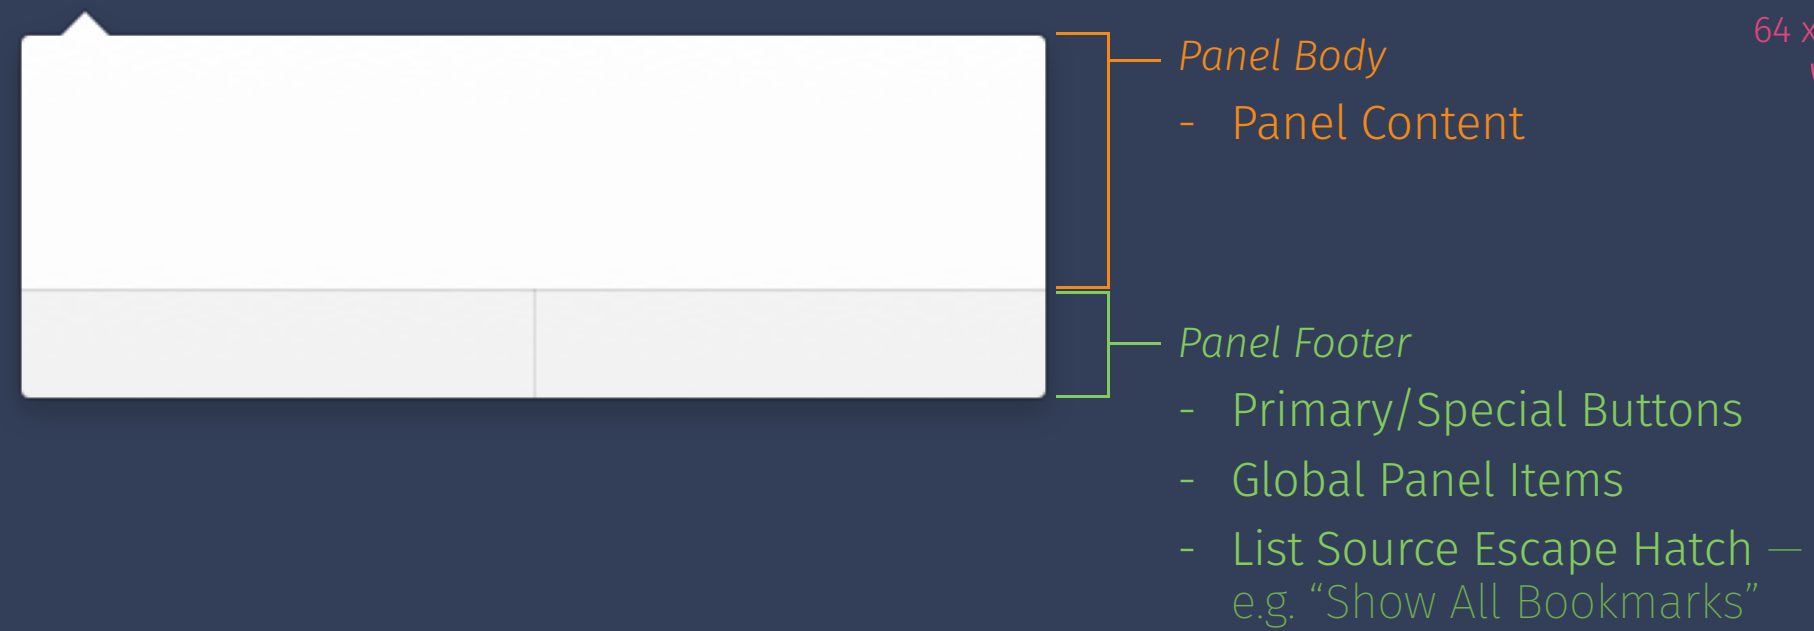 Panel Body
- Panel Content
64 x
Panel Footer
- Primary/Special Buttons
- Global Panel Items
- List Source Escape Hatch —
e.g. “Show All Bookmarks”